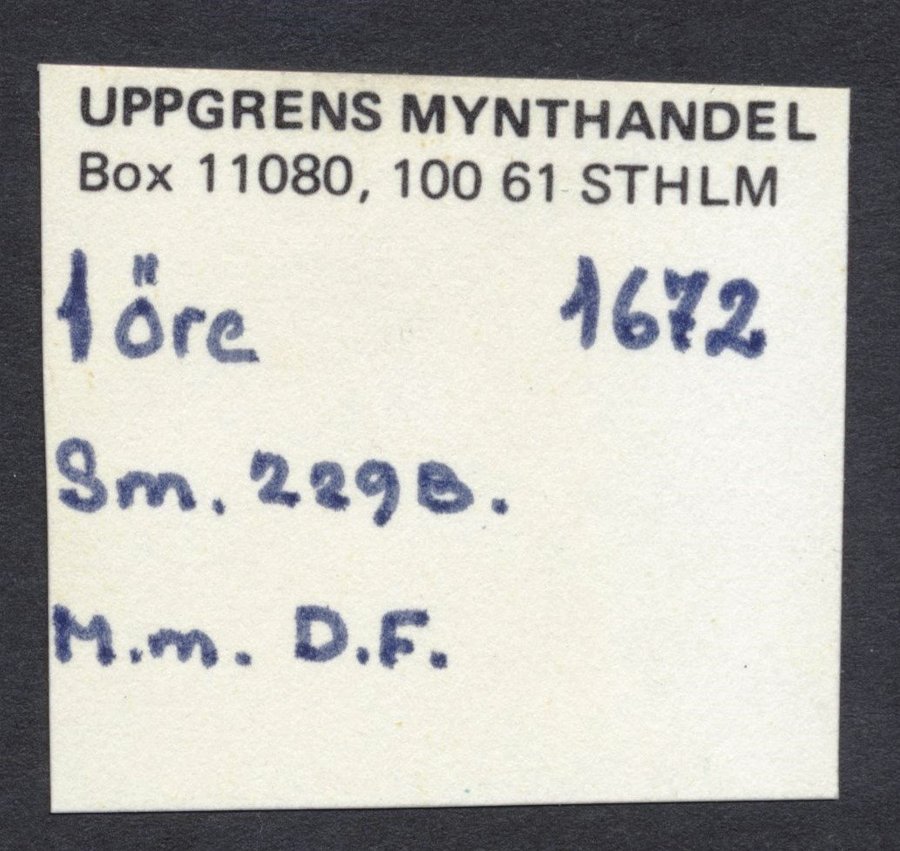 UPPGRENS MYNTHANDEL
Box 11080, 100 61 STHLM
1 öre 1672
Sm. 229B.
M.m. D.F.